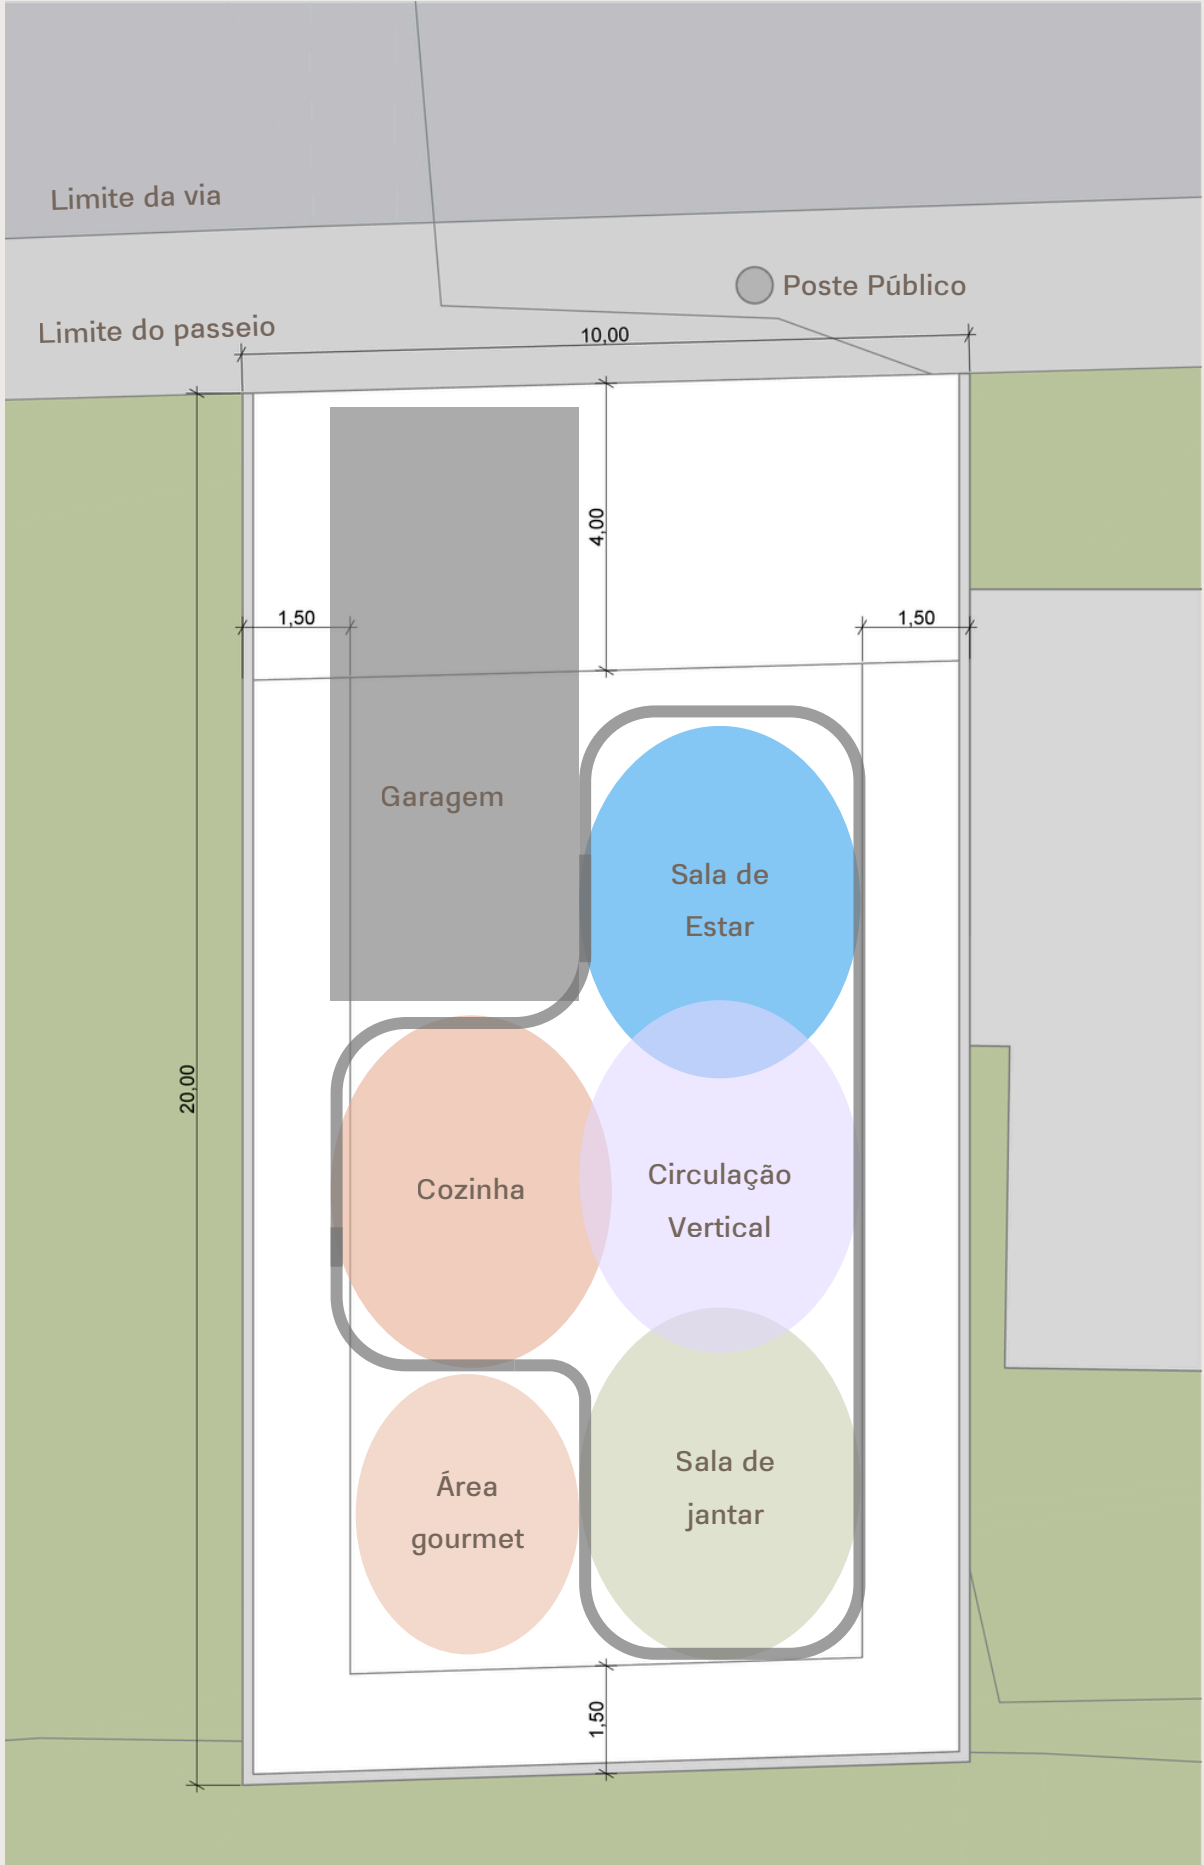 Limite da via
Poste Público
Limite do passeio
10,00
4,00
1,50
1,50
Garagem
Sala de
Estar
20,00
Cozinha
Circulação
Vertical
Sala de
jantar
Área
gourmet
1,50